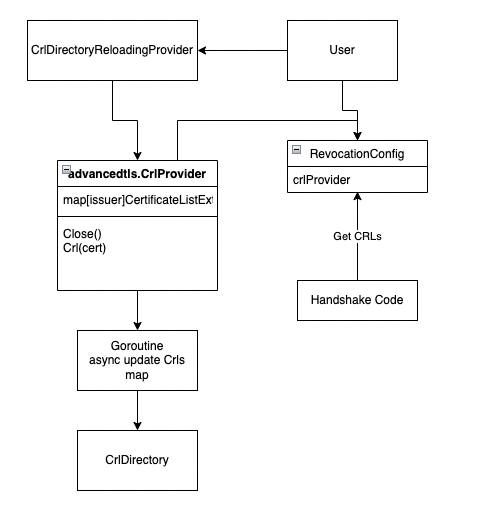 CrlDirectoryReloadingProvider
User
advancedtls.CrlProvider
map[issuer]CertificateListExt
Close()
Crl(cert)
RevocationConfig
crlProvider
Get CRLs
Handshake Code
Goroutine
async update Crls
map
CrlDirectory